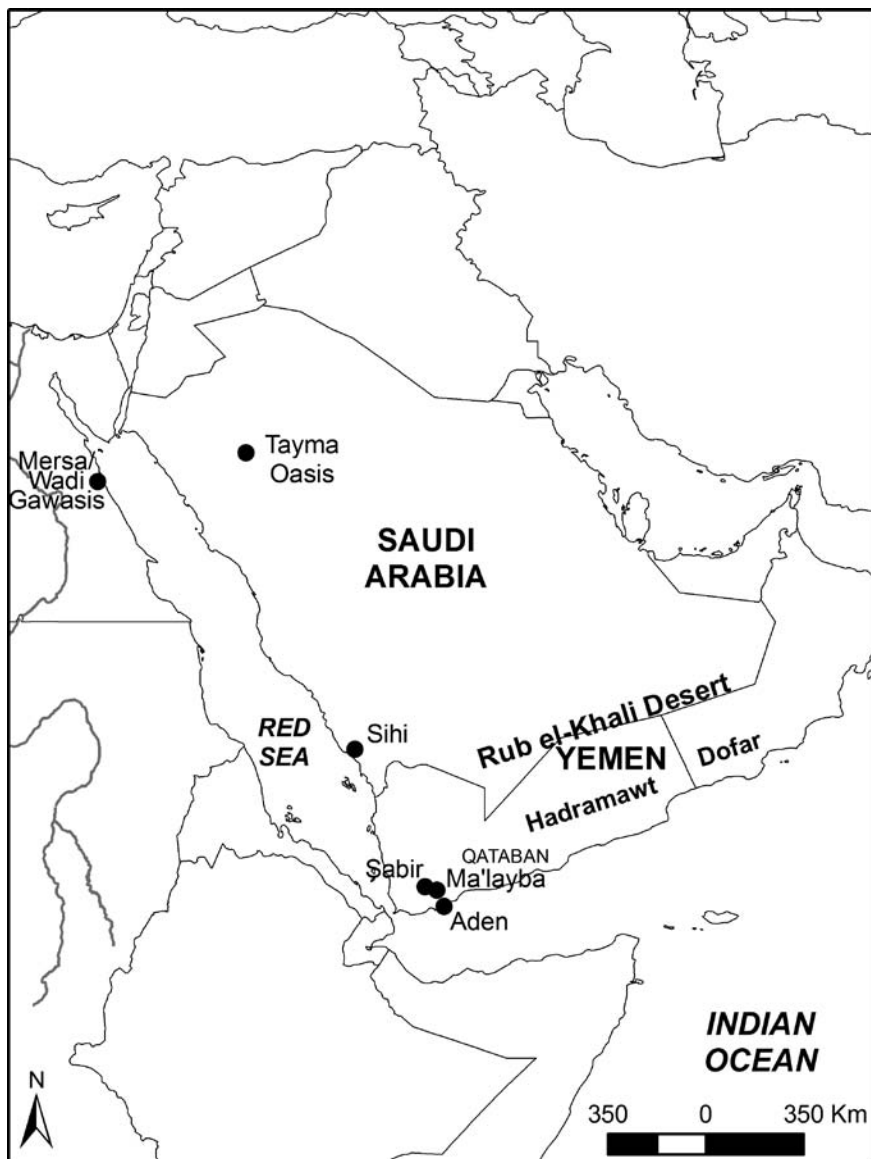 Tayma
Oasis
Mersa/
Wadi
Gawasis
SAUDI
ARABIA
RED
SEA
Sihi
Rub el-Khali Desert
YEMEN
Dofar
Hadramawt
QATABAN
Sabir
Ma'layba
Aden
INDIAN
OCEAN
N
350 0 350 Km